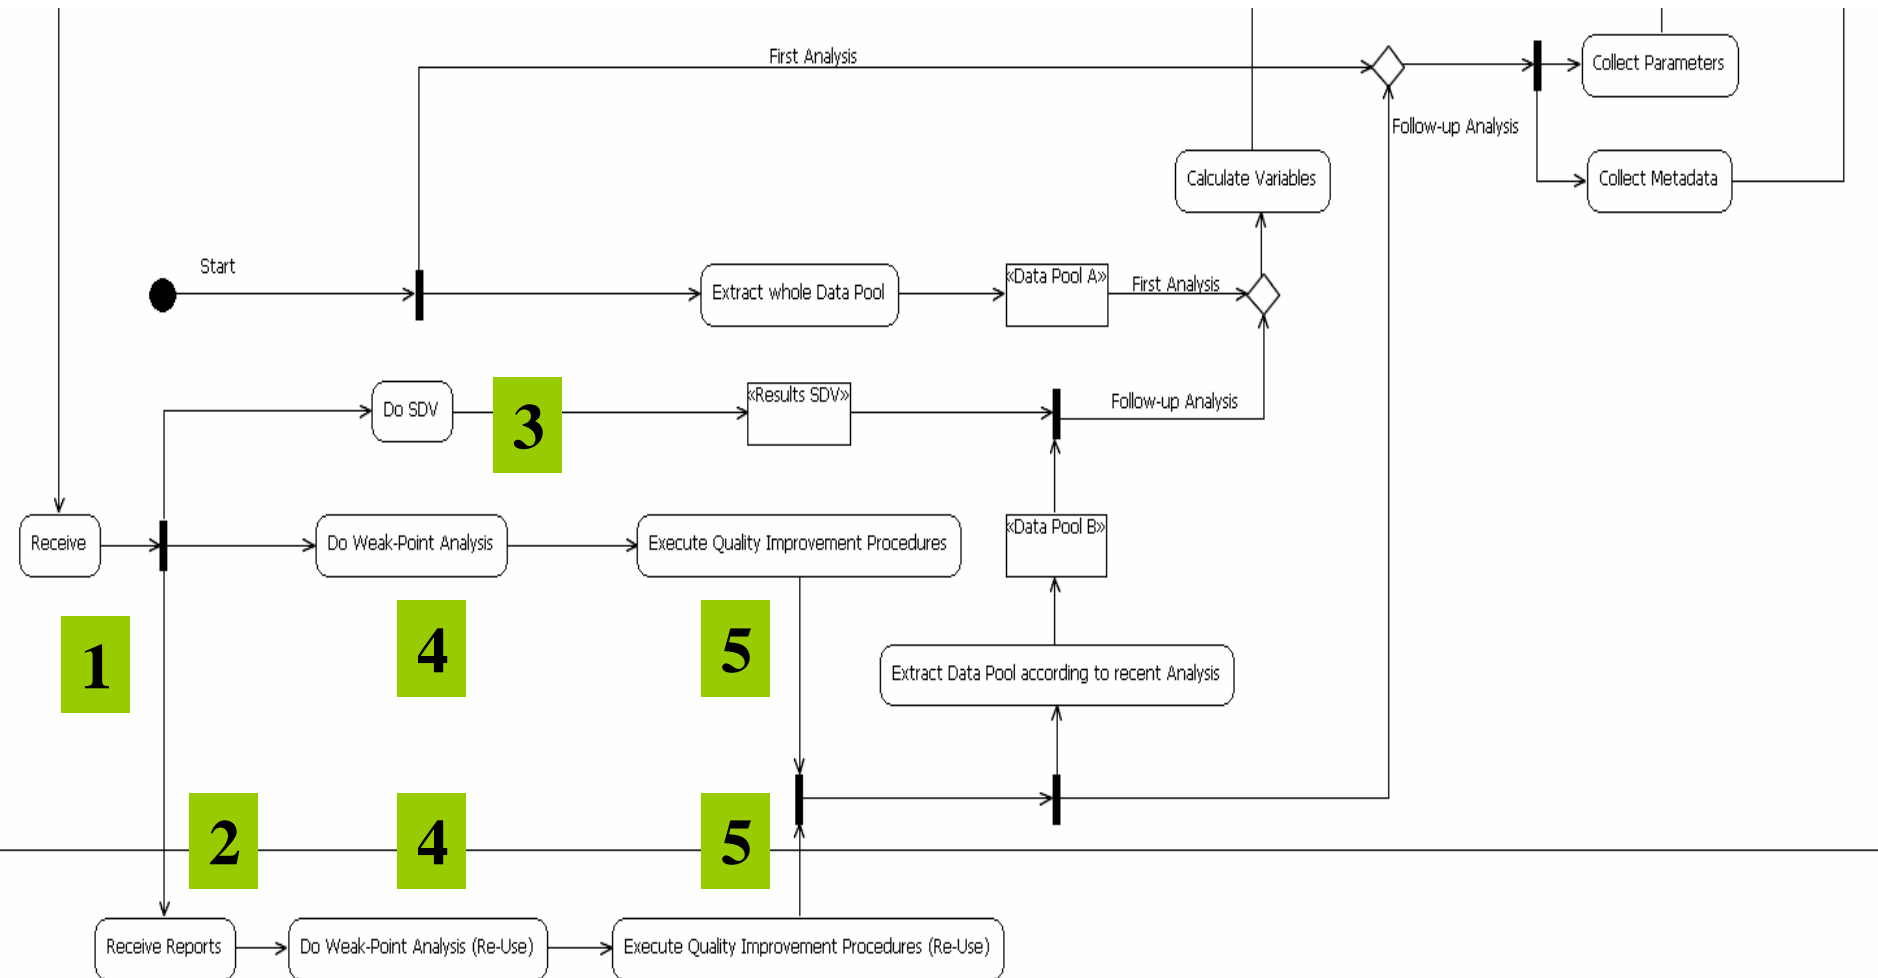 First Analysis
Collect Parameters
Follow-up Analysis
Calculate Variables
Collect Metadata
Start
Extract whole Data Pool
«Data Pool A»
First Analysis
Do SDV
3
«Results SDV»
Follow-up Analysis
Receive
Do Weak-Point Analysis
Execute Quality Improvement Procedures
«Data Pool B»
1
4
5
Extract Data Pool according to recent Analysis
2
4
5
Receive Reports
Do Weak-Point Analysis (Re-Use)
Execute Quality Improvement Procedures (Re-Use)